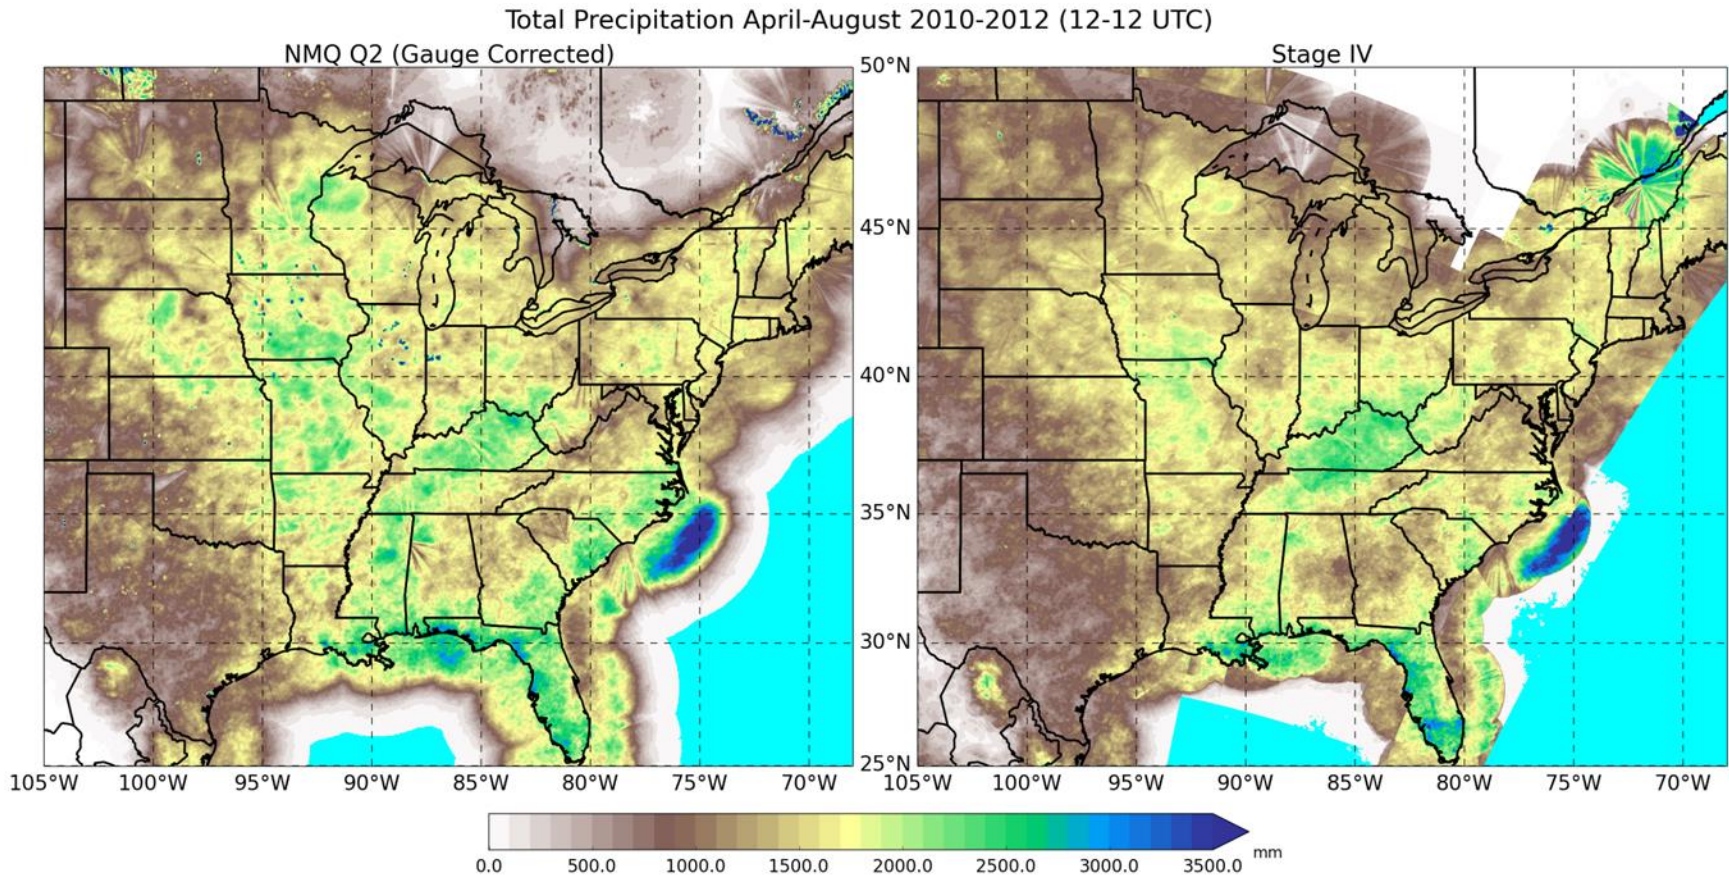 Total Precipitation April-August 2010-2012 (12-12 UTC)
NMQ Q2 (Gauge Corrected)
Stage IV
50°N
45°N
40°N
35°N
30°N
25°N
105°W 100°W 95°W 90°W 85°W 80°W 75°W 70°W
105°W 100°W 95°W 90°W 85°W 80°W 75°W 70°W
0.0 500.0 1000.0 1500.0 2000.0 2500.0 3000.0 3500.0 mm